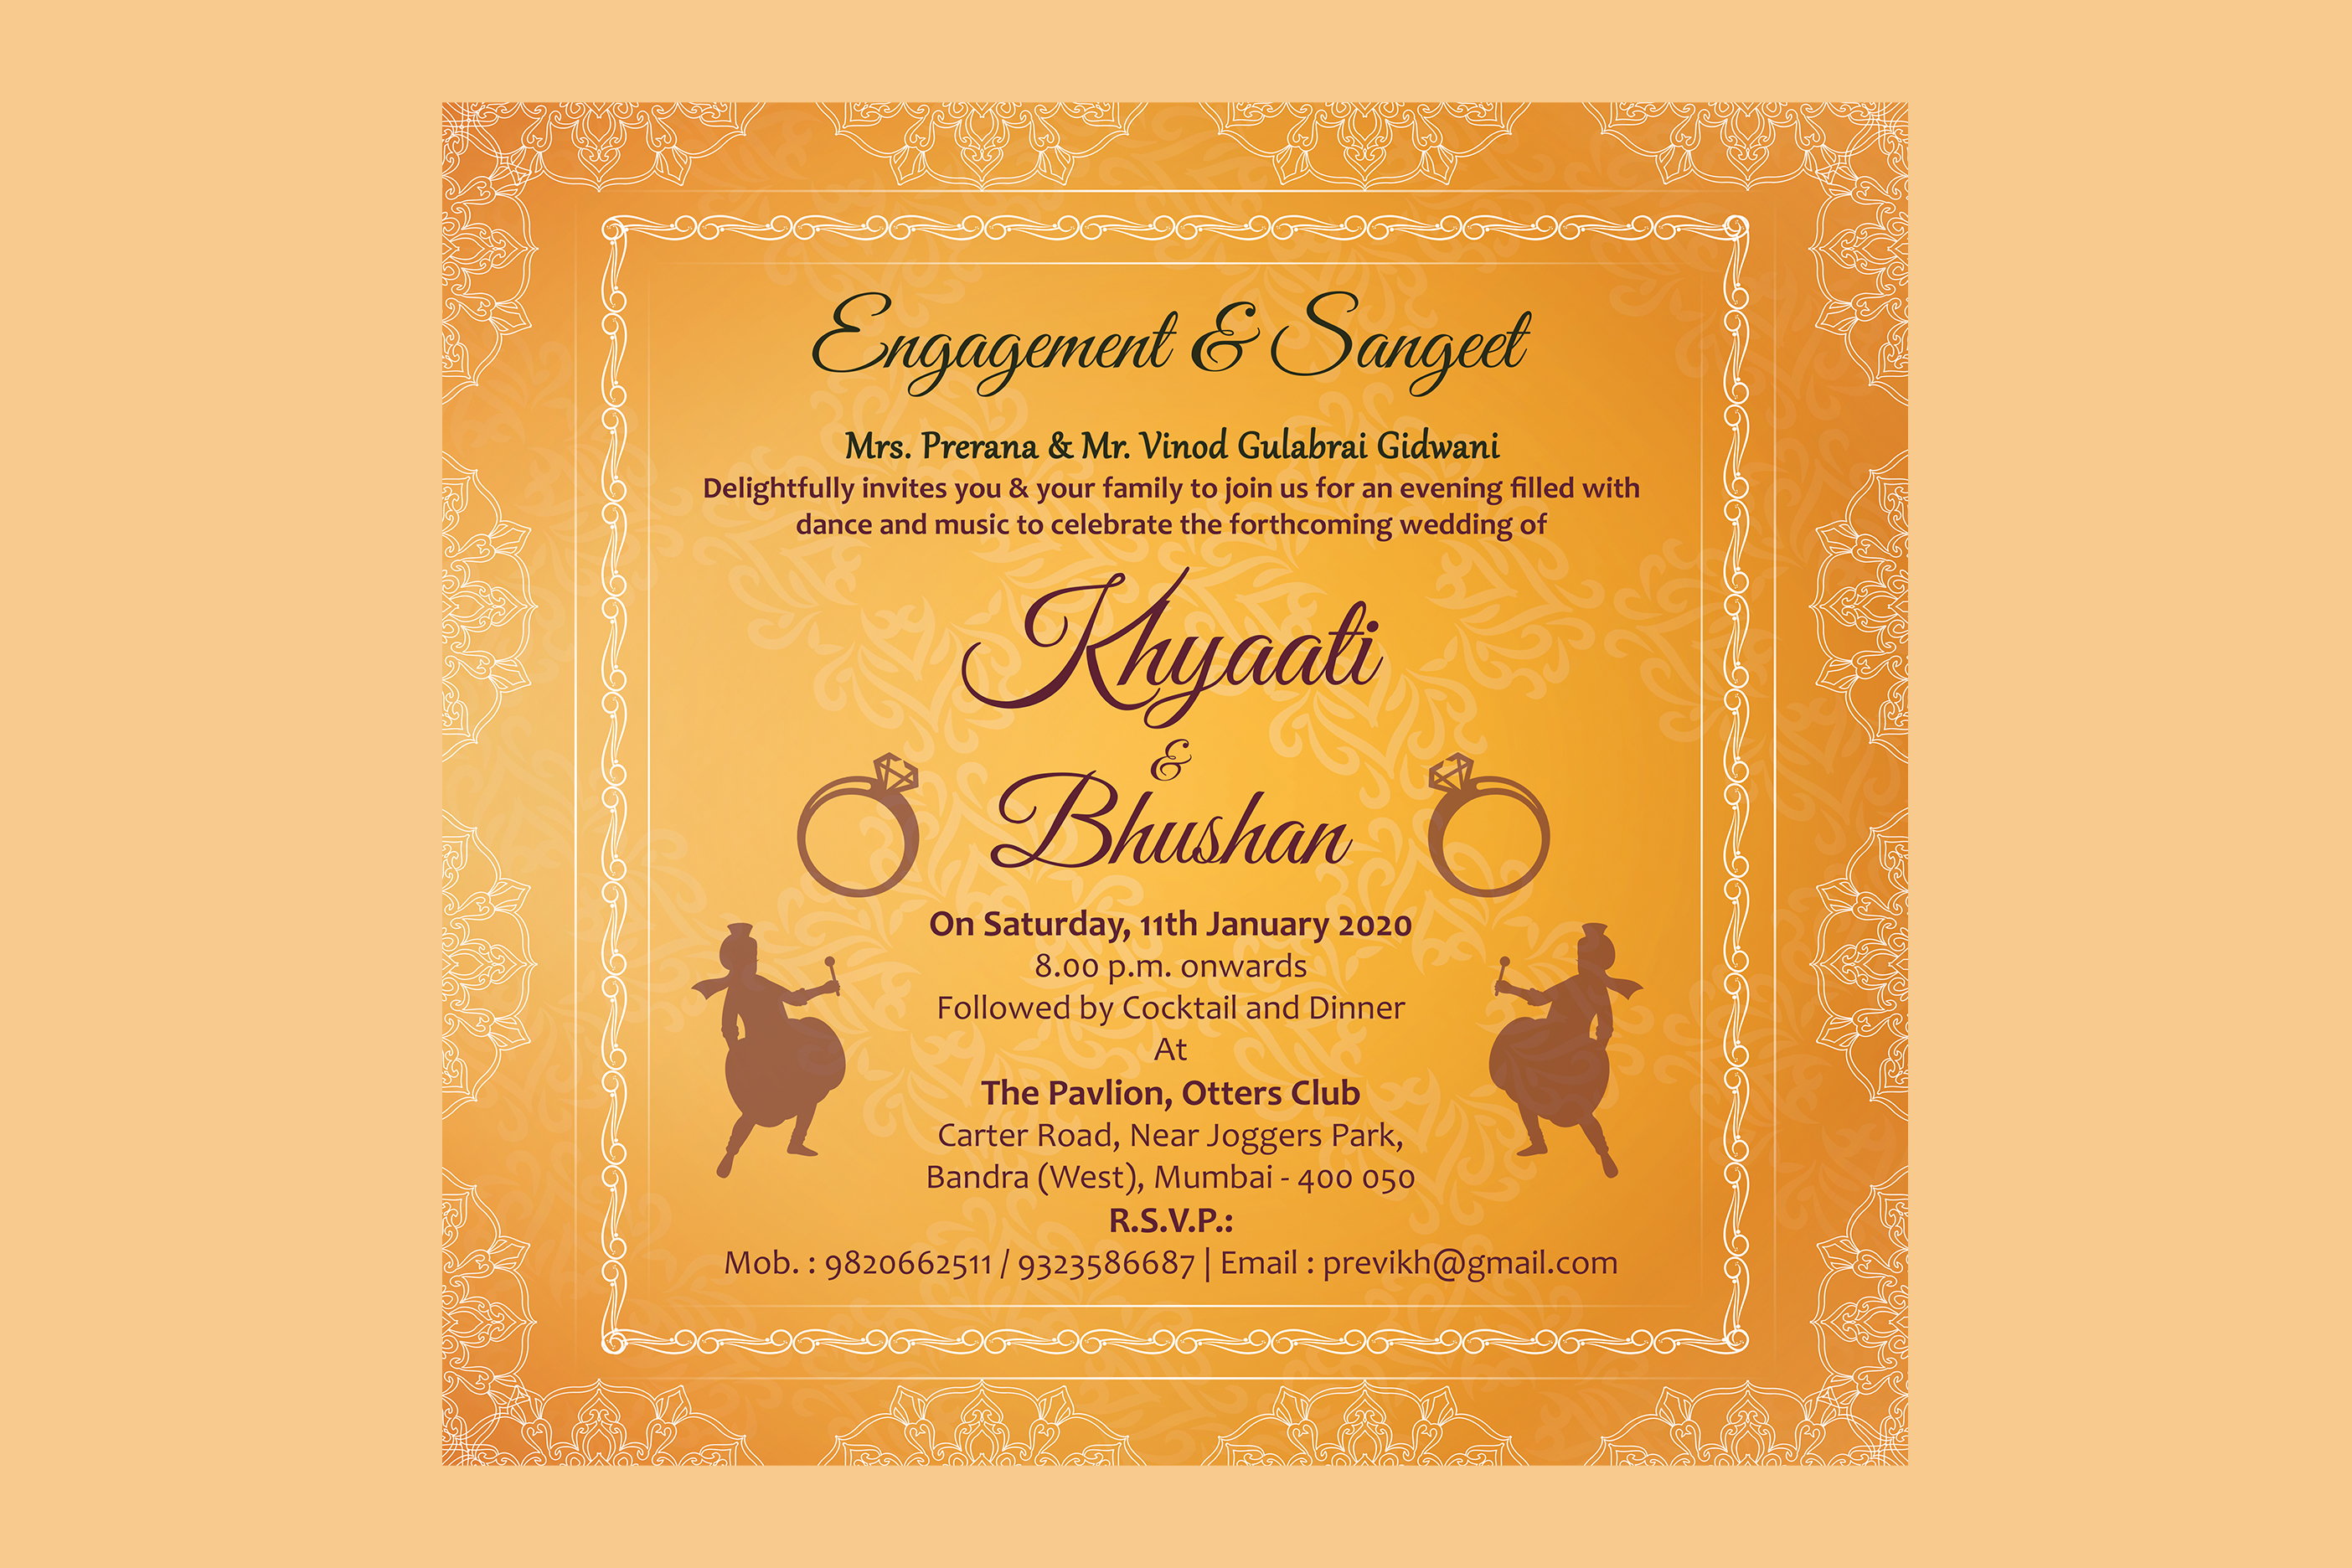 Engagement & Sangeet
Mrs. Prerana & Mr. Vinod Gulabrai Gidwani
Delightfully invites you & your family to join us for an evening filled with
dance and music to celebrate the forthcoming wedding of
Khyaati
&
Bhushan
On Saturday, 11th January 2020
8.00 p.m. onwards
Followed by Cocktail and Dinner
At
The Pavlion, Otters Club
Carter Road, Near Joggers Park,
Bandra (West), Mumbai - 400 050
R.S.V.P.:
Mob. : 9820662511 / 9323586687 | Email : previkh@gmail.com